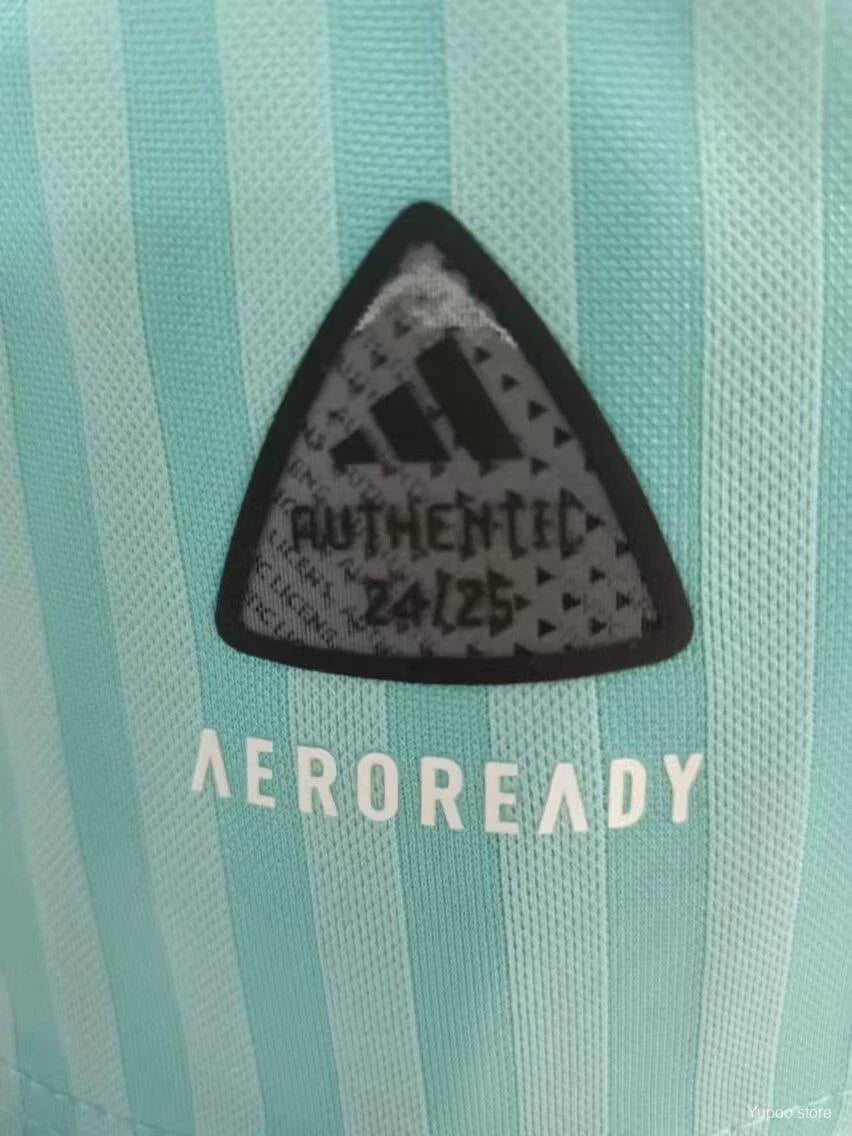 AUTHENTIC
24/25
AEROREADY
Yupoo store